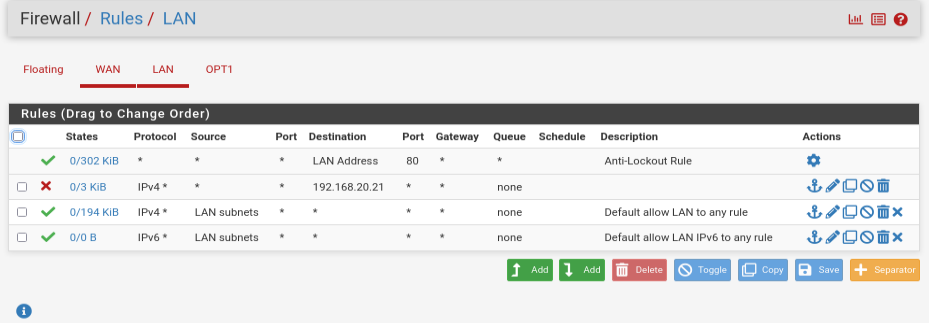 Firewall / Rules / LAN
Floating WAN LAN OPT1
Rules (Drag to Change Order)
States Protocol Source Port Destination Port Gateway Queue Schedule Description Actions
0/302 KiB * * * LAN Address 80 * * Anti-Lockout Rule
0/3 KiB IPv4 * * * 192.168.20.21 * * none
0/194 KiB IPv4 * LAN subnets * * * * none Default allow LAN to any rule
0/0 B IPv6 * LAN subnets * * * * none Default allow LAN IPv6 to any rule
Add Add Delete Toggle Copy Save Separator